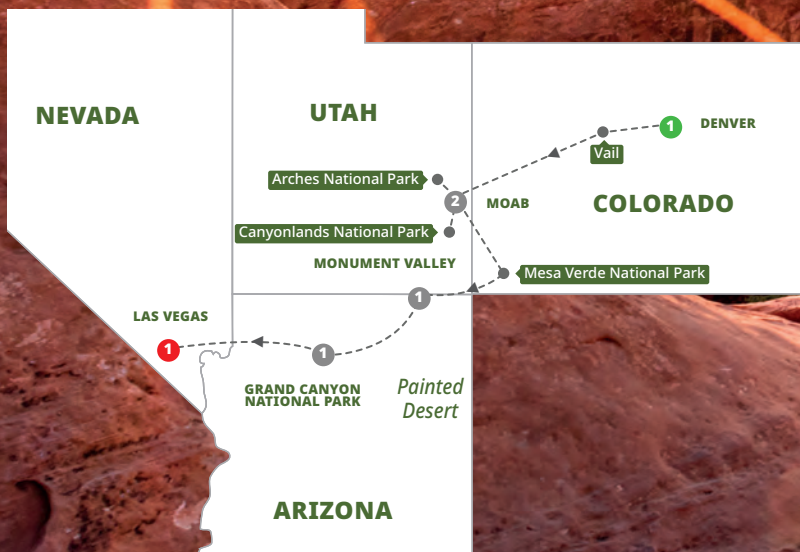 NEVADA
UTAH
1
DENVER
Vail
Arches National Park
2
MOAB
COLORADO
Canyonlands National Park
MONUMENT VALLEY
Mesa Verde National Park
1
LAS VEGAS
1
1
GRAND CANYON
NATIONAL PARK
Painted
Desert
ARIZONA